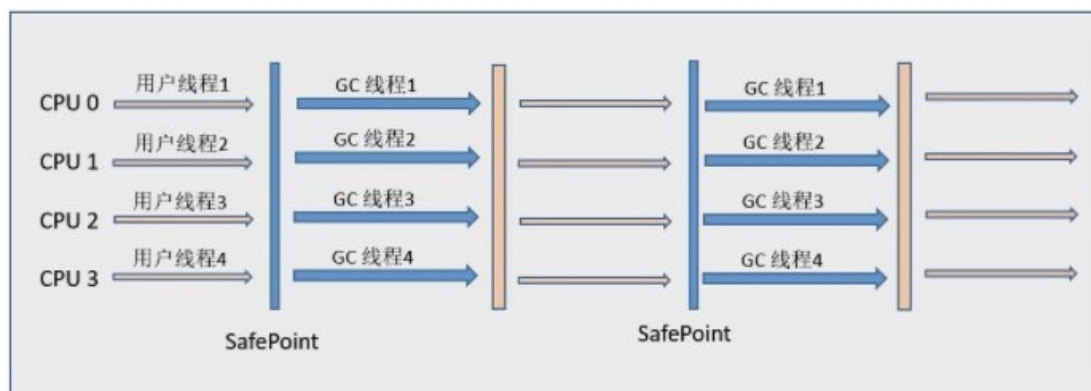 CPU 0 用户线程1 GC 线程1 GC 线程1
CPU 1 用户线程2 GC 线程2 GC 线程2
CPU 2 用户线程3 GC 线程3 GC 线程3
CPU 3 用户线程4 GC 线程4 GC 线程4
SafePoint SafePoint